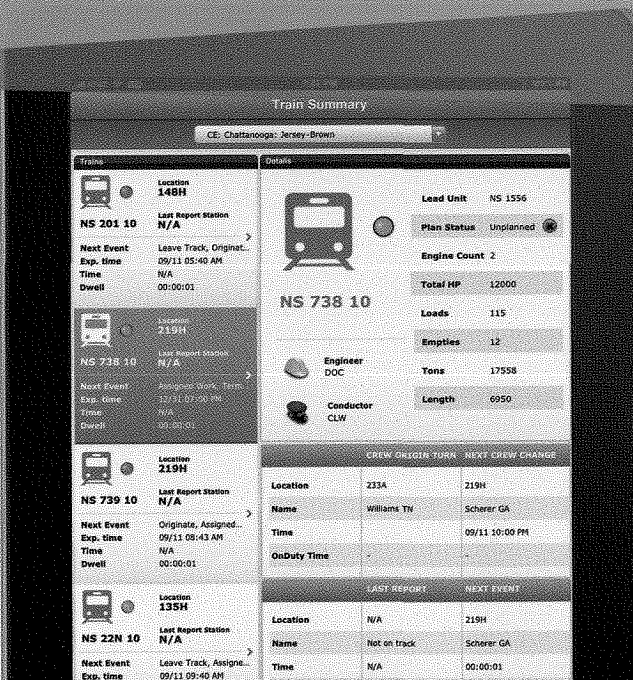 Train Summary
CE: Chattanooga: Jersey-Brown
Trains
Location
148H
NS 201 10
Last Report Station
N/A
Next Event Leave Track, Originat...
Exp. time 09/11 05:40 AM
Time N/A
Dwell 00:00:01
Location
219H
NS 738 10
Last Report Station
N/A
Next Event Assigned Work, Term
Exp. time 12/31 07:00 PM
Time N/A
Dwell 00:00:01
Location
219H
NS 739 10
Last Report Station
N/A
Next Event Originate, Assigned...
Exp. time 09/11 08:43 AM
Time N/A
Dwell 00:00:01
Location
135H
NS 22N 10
Last Report Station
N/A
Next Event Leave Track, Assigne...
Exp. time 09/11 09:40 AM
Details
NS 738 10
Engineer
DOC
Conductor
CLW
Lead Unit NS 1556
Plan Status Unplanned
Engine Count 2
Total HP 12000
Loads 115
Empties 12
Tons 17558
Length 6950
CREW ORIGIN TURN NEXT CREW CHANGE
Location 233A 219H
Name Williams TN Scherer GA
Time 09/11 10:00 PM
OnDuty Time - -
LAST REPORT NEXT EVENT
Location N/A 219H
Name Not on track Scherer GA
Time N/A 00:00:01